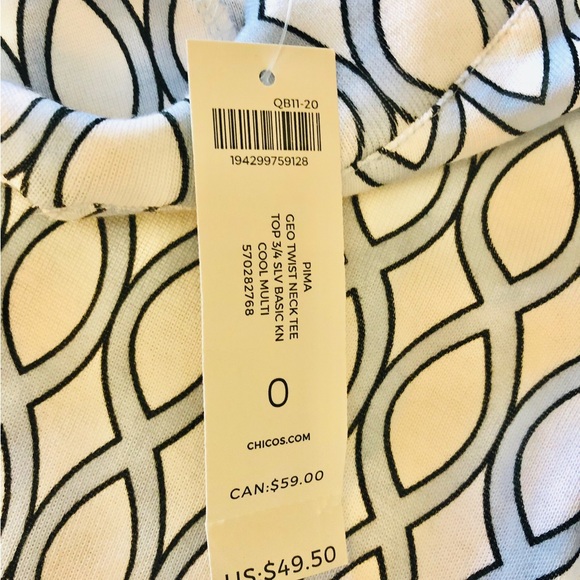 QB11-20
194299759128
PIMA
GEO TWIST NECK TEE
TOP 3/4 SLV BASIC KN
COOL MULTI
570282768
0
CHICOS.COM
CAN:$59.00
US:$49.50